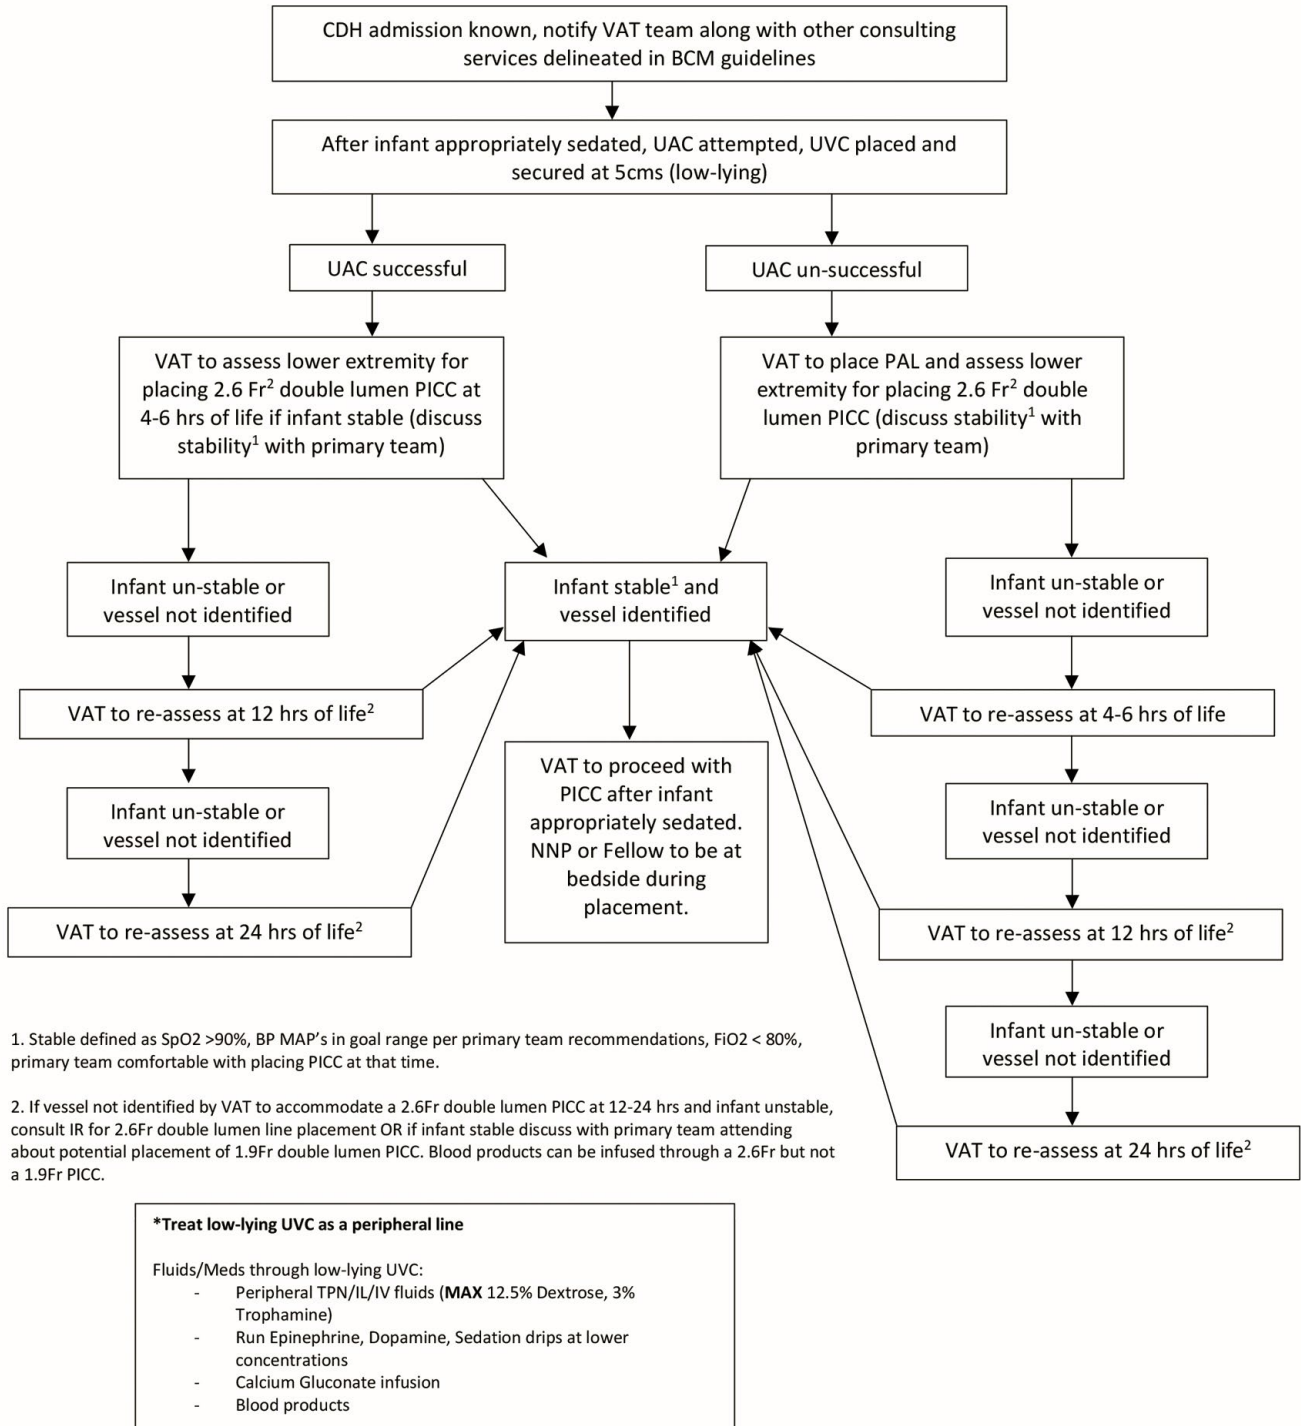 CDH admission known, notify VAT team along with other consulting
services delineated in BCM guidelines
After infant appropriately sedated, UAC attempted, UVC placed and
secured at 5cms (low-lying)
UAC successful
UAC un-successful
VAT to assess lower extremity for
placing 2.6 Fr² double lumen PICC at
4-6 hrs of life if infant stable (discuss
stability¹ with primary team)
VAT to place PAL and assess lower
extremity for placing 2.6 Fr² double
lumen PICC (discuss stability¹ with
primary team)
Infant un-stable or
vessel not identified
Infant stable¹ and
vessel identified
Infant un-stable or
vessel not identified
VAT to re-assess at 12 hrs of life²
VAT to re-assess at 4-6 hrs of life
VAT to proceed with
PICC after infant
appropriately sedated.
NNP or Fellow to be at
bedside during
placement.
Infant un-stable or
vessel not identified
Infant un-stable or
vessel not identified
VAT to re-assess at 24 hrs of life²
VAT to re-assess at 12 hrs of life²
Infant un-stable or
vessel not identified
VAT to re-assess at 24 hrs of life²
1. Stable defined as SpO2 >90%, BP MAP’s in goal range per primary team recommendations, FiO2 < 80%,
primary team comfortable with placing PICC at that time.
2. If vessel not identified by VAT to accommodate a 2.6Fr double lumen PICC at 12-24 hrs and infant unstable,
consult IR for 2.6Fr double lumen line placement OR if infant stable discuss with primary team attending
about potential placement of 1.9Fr double lumen PICC. Blood products can be infused through a 2.6Fr but not
a 1.9Fr PICC.
*Treat low-lying UVC as a peripheral line
Fluids/Meds through low-lying UVC:
- Peripheral TPN/IL/IV fluids (MAX 12.5% Dextrose, 3%
Trophamine)
- Run Epinephrine, Dopamine, Sedation drips at lower
concentrations
- Calcium Gluconate infusion
- Blood products